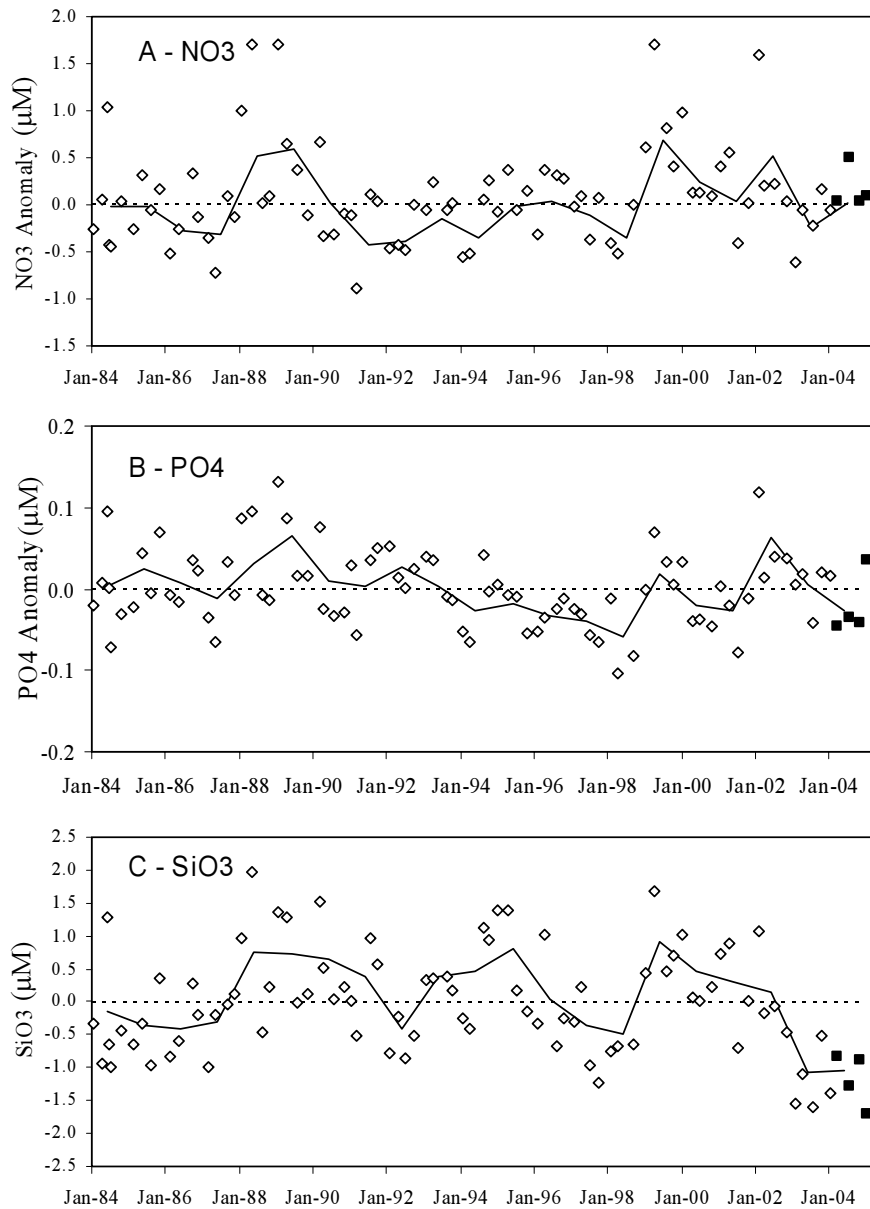 2.0
A - NO3
1.5
1.0
0.5
0.0
-0.5
-1.0
-1.5
NO3 Anomaly (µM)
Jan-84 Jan-86 Jan-88 Jan-90 Jan-92 Jan-94 Jan-96 Jan-98 Jan-00 Jan-02 Jan-04
0.2
B - PO4
0.1
0.0
-0.1
-0.2
PO4 Anomaly (µM)
Jan-84 Jan-86 Jan-88 Jan-90 Jan-92 Jan-94 Jan-96 Jan-98 Jan-00 Jan-02 Jan-04
2.5
C - SiO3
2.0
1.5
1.0
0.5
0.0
-0.5
-1.0
-1.5
-2.0
-2.5
SiO3 (µM)
Jan-84 Jan-86 Jan-88 Jan-90 Jan-92 Jan-94 Jan-96 Jan-98 Jan-00 Jan-02 Jan-04